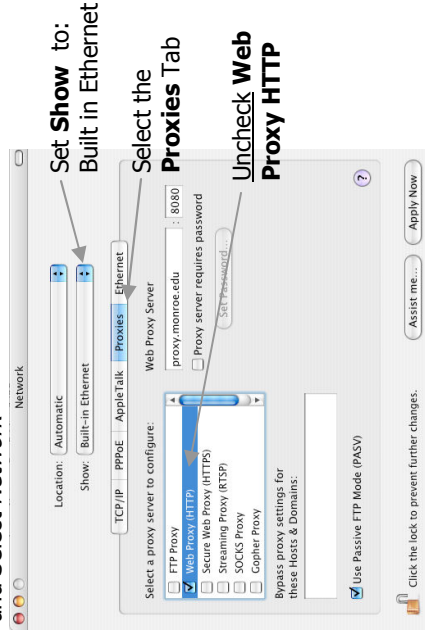 Network
Location: Automatic
Show: Built-in Ethernet
TCP/IP PPPoE AppleTalk Proxies Ethernet
Select a proxy server to configure:
FTP Proxy
Web Proxy (HTTP)
Secure Web Proxy (HTTPS)
Streaming Proxy (RTSP)
SOCKS Proxy
Gopher Proxy
Web Proxy Server
proxy.monroe.edu : 8080
Proxy server requires password
Set Password...
Bypass proxy settings for
these Hosts & Domains:
Use Passive FTP Mode (PASV)
?
Click the lock to prevent further changes.
Assist me...
Apply Now
Set Show to:
Built in Ethernet
Select the
Proxies Tab
Uncheck Web
Proxy HTTP